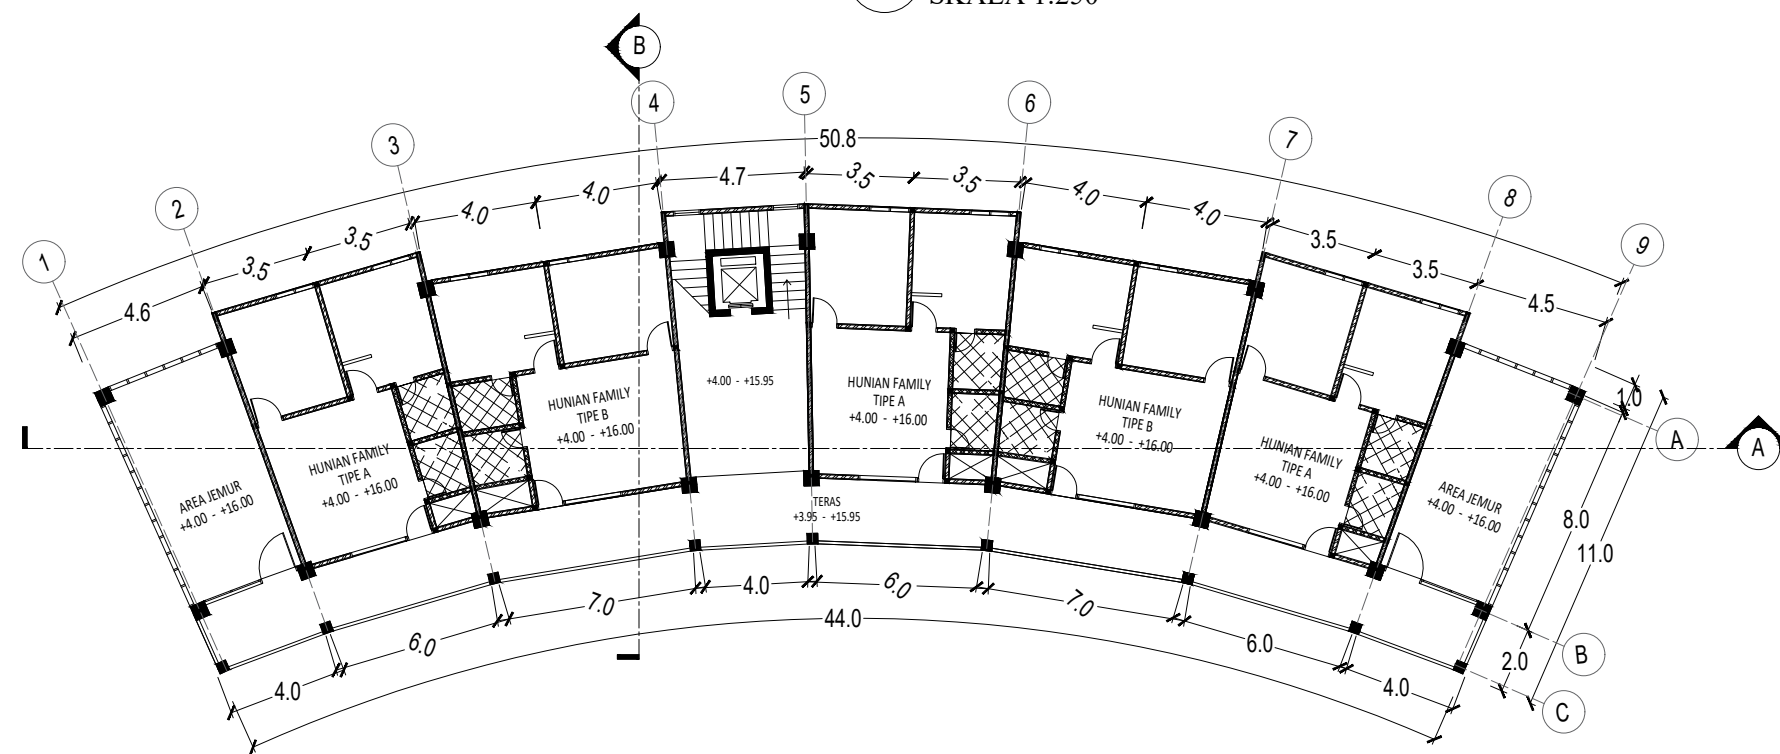 SKALA 1:250
B
1
2
3
4
5
6
7
8
9
50.8
4.6
3.5
3.5
4.0
4.0
4.7
3.5
3.5
4.0
4.0
3.5
3.5
4.5
AREA JEMUR
+4.00 - +16.00
HUNIAN FAMILY
TIPE A
+4.00 - +16.00
HUNIAN FAMILY
TIPE B
+4.00 - +16.00
+4.00 - +15.95
HUNIAN FAMILY
TIPE A
+4.00 - +16.00
HUNIAN FAMILY
TIPE B
+4.00 - +16.00
HUNIAN FAMILY
TIPE A
+4.00 - +16.00
AREA JEMUR
+4.00 - +16.00
TERAS
+3.95 - +15.95
1.0
A
A
8.0
11.0
B
2.0
C
4.0
6.0
7.0
4.0
6.0
7.0
6.0
4.0
44.0